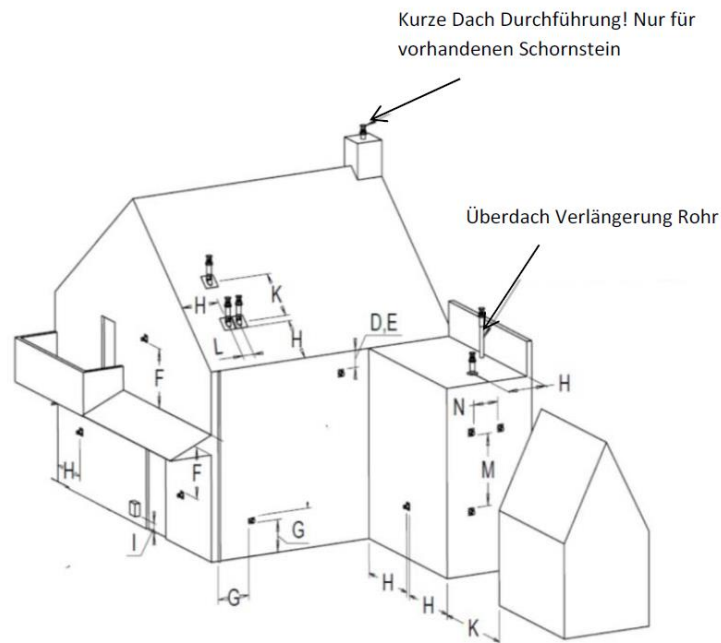 Kurze Dach Durchführung! Nur für
vorhandenen Schornstein
Überdach Verlängerung Rohr
K
H
D,E
L
H
F
H
N
F
M
H
G
I
G
H
H
K